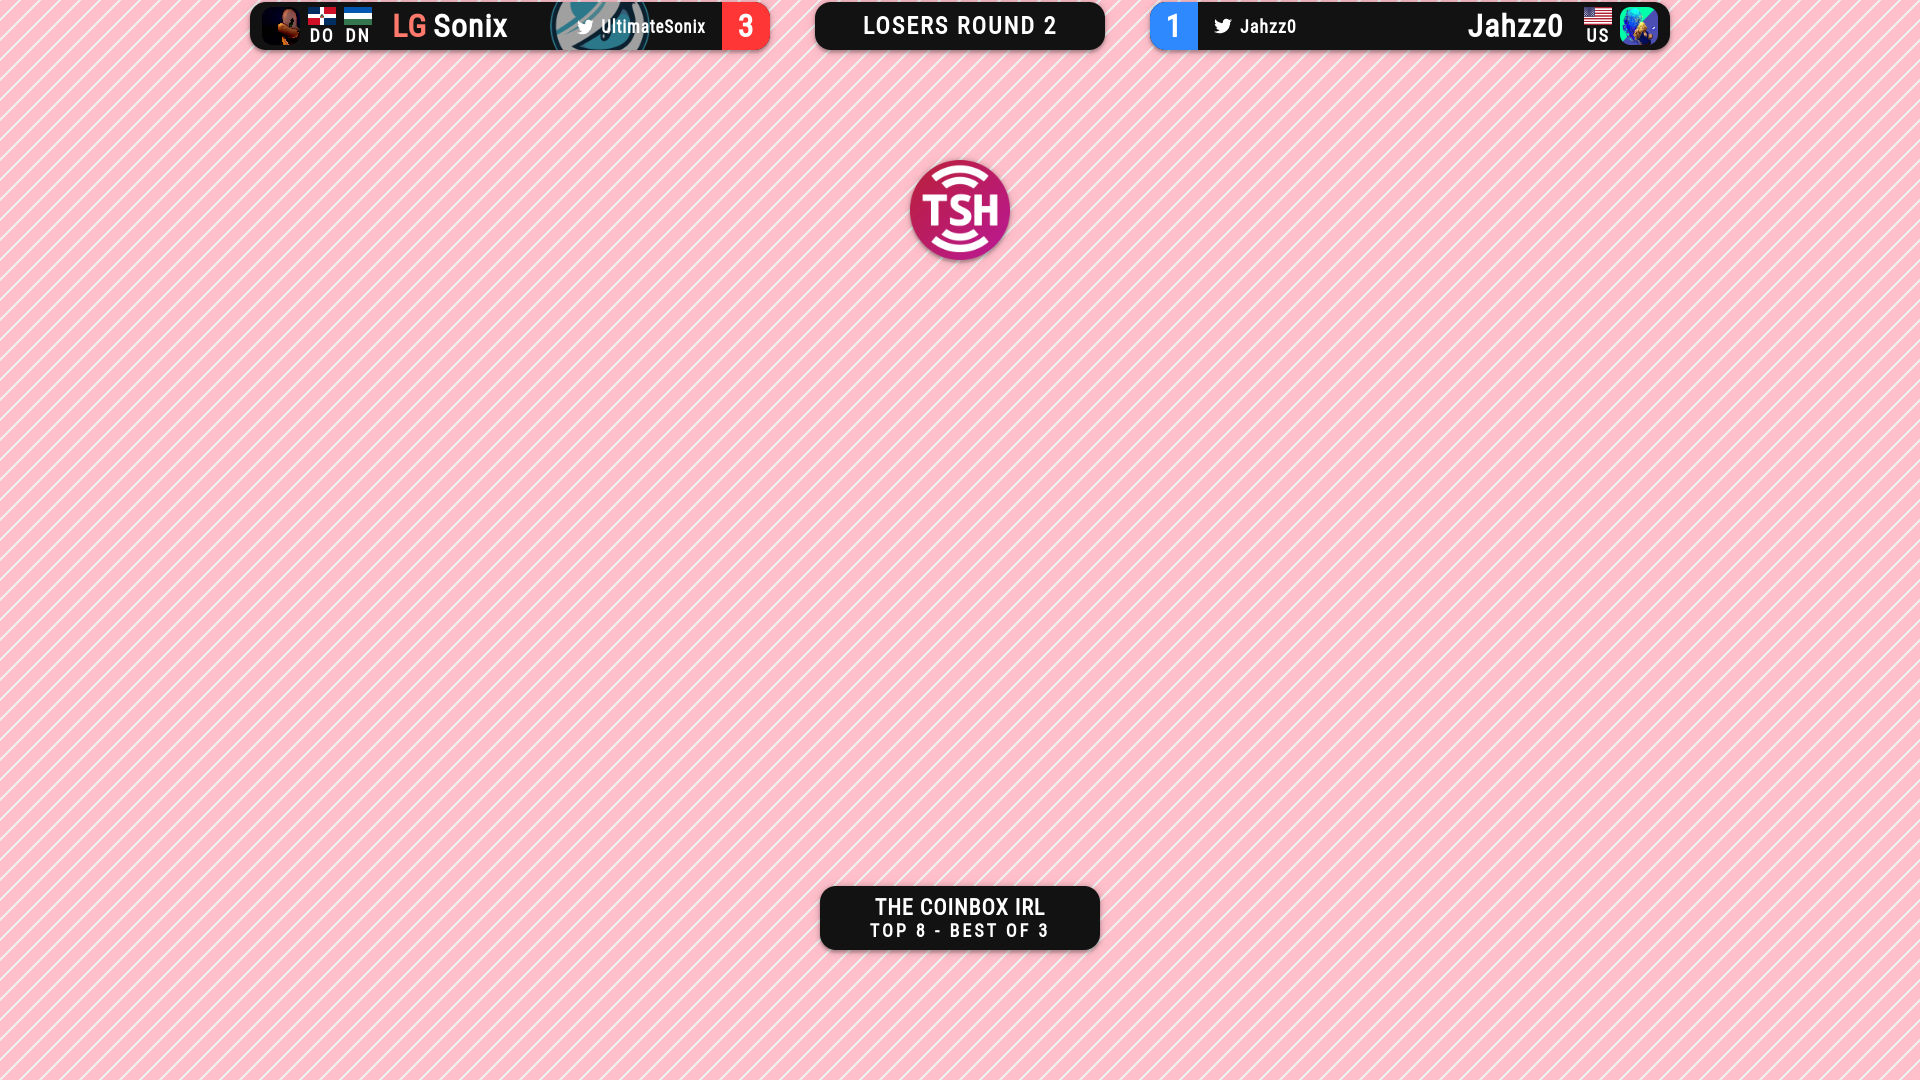 DO DN LG Sonix UltimateSonix 3
LOSERS ROUND 2
1 Jahzz0 Jahzz0 US
TSH
THE COINBOX IRL
TOP 8 - BEST OF 3